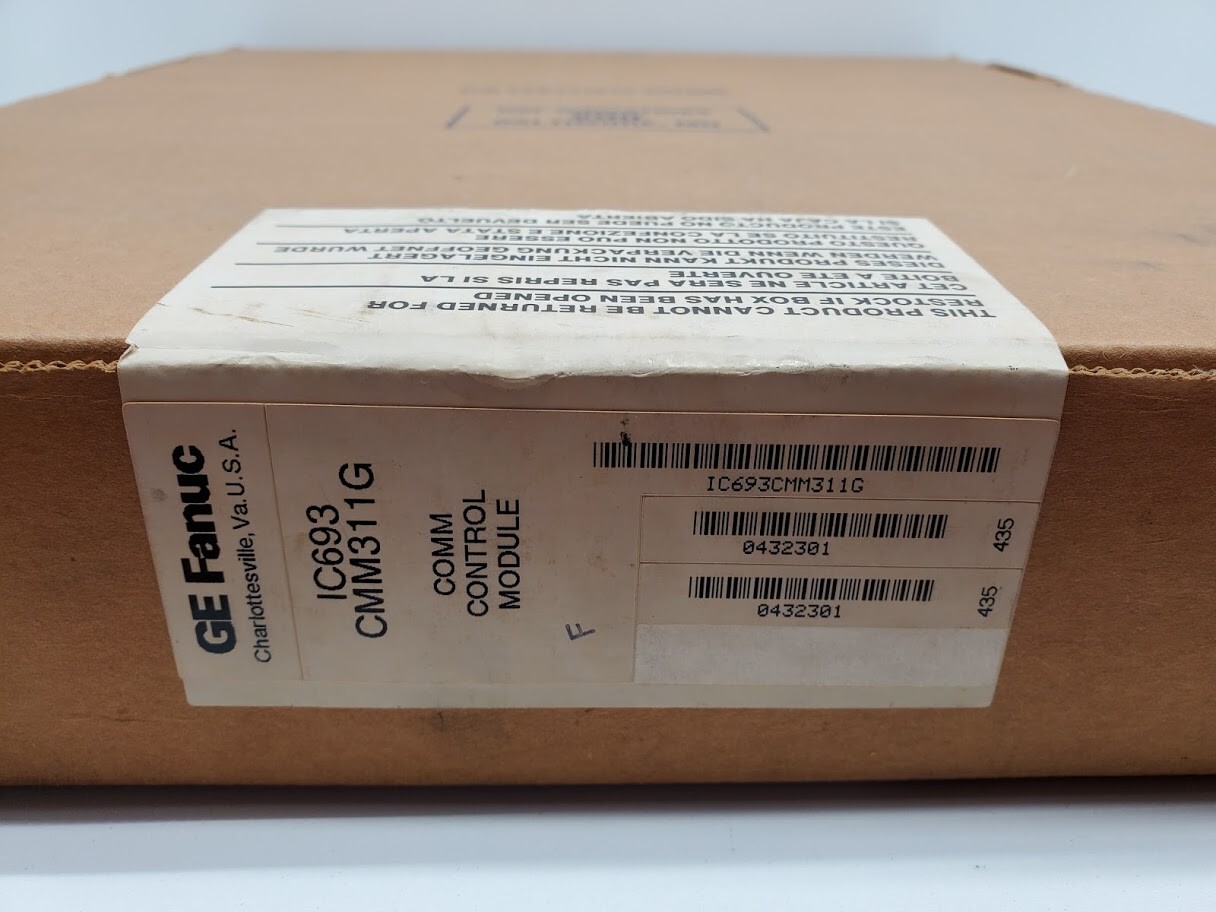 THIS PRODUCT CANNOT BE RETURNED FOR
RESTOCK IF BOX HAS BEEN OPENED
CET ARTICLE NE SERA PAS REPRIS SI LA
BOITE A ETE OUVERTE
DIES PRODUKT KANN NICHT EINGELAGERT
WERDEN WENN DIE VERPACKUNG GEOFFNET WURDE
QUESTO PRODOTTO NON PUO ESSERE
RESTITUITO SE LA CONFEZIONE E STATA APERTA
ESTE PRODUCTO NO PUEDE SER DEVUELTO
SI LA CAJA HA SIDO ABIERTA
GE Fanuc
Charlottesville, Va. U.S.A.
IC693
CMM311G
COMM
CONTROL
MODULE
F
IC693CMM311G
0432301
435
0432301
435